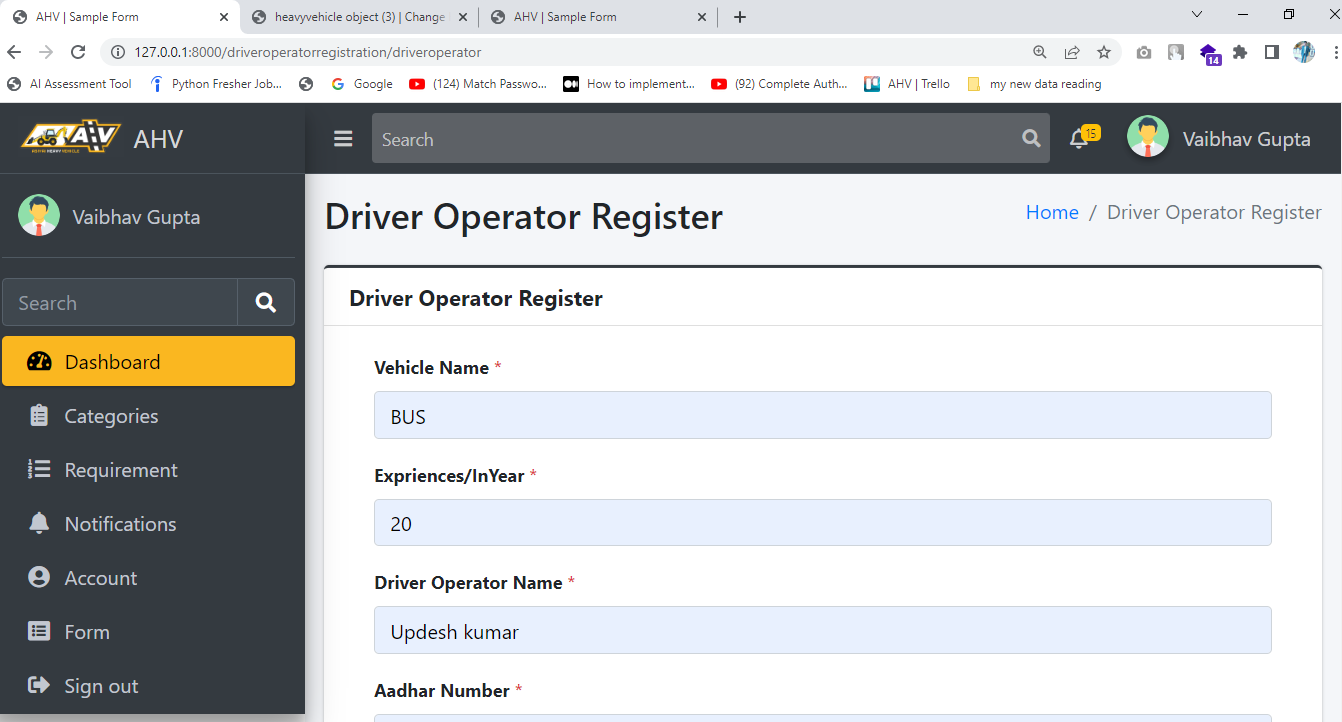 AHV | Sample Form
heavyvehicle object (3) | Change
AHV | Sample Form
127.0.0.1:8000/driveroperatorregistration/driveroperator
14
AI Assessment Tool
Python Fresher Job...
Google
(124) Match Passwo...
How to implement...
(92) Complete Auth...
AHV | Trello
my new data reading
AHV
AHV
Search
15
Vaibhav Gupta
Vaibhav Gupta
Search
Dashboard
Categories
Requirement
Notifications
Account
Form
Sign out
Driver Operator Register
Home / Driver Operator Register
Driver Operator Register
Vehicle Name *
BUS
Expriences/InYear *
20
Driver Operator Name *
Updesh kumar
Aadhar Number *